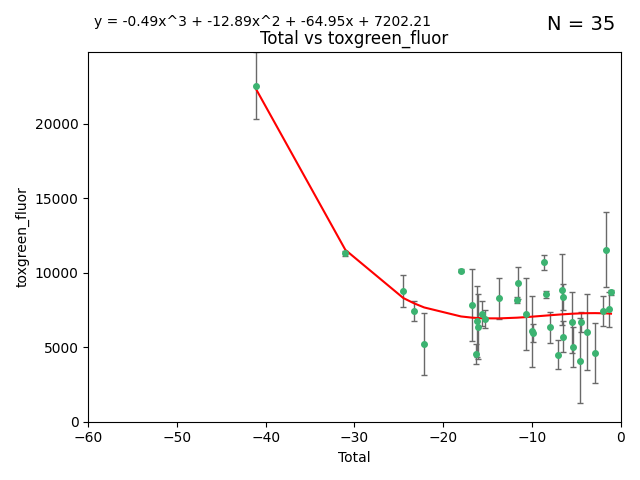 y = -0.49x^3 + -12.89x^2 + -64.95x + 7202.21
N = 35
Total vs toxgreen_fluor
toxgreen_fluor
20000
15000
10000
5000
0
−60
−50
−40
−30
−20
−10
0
Total